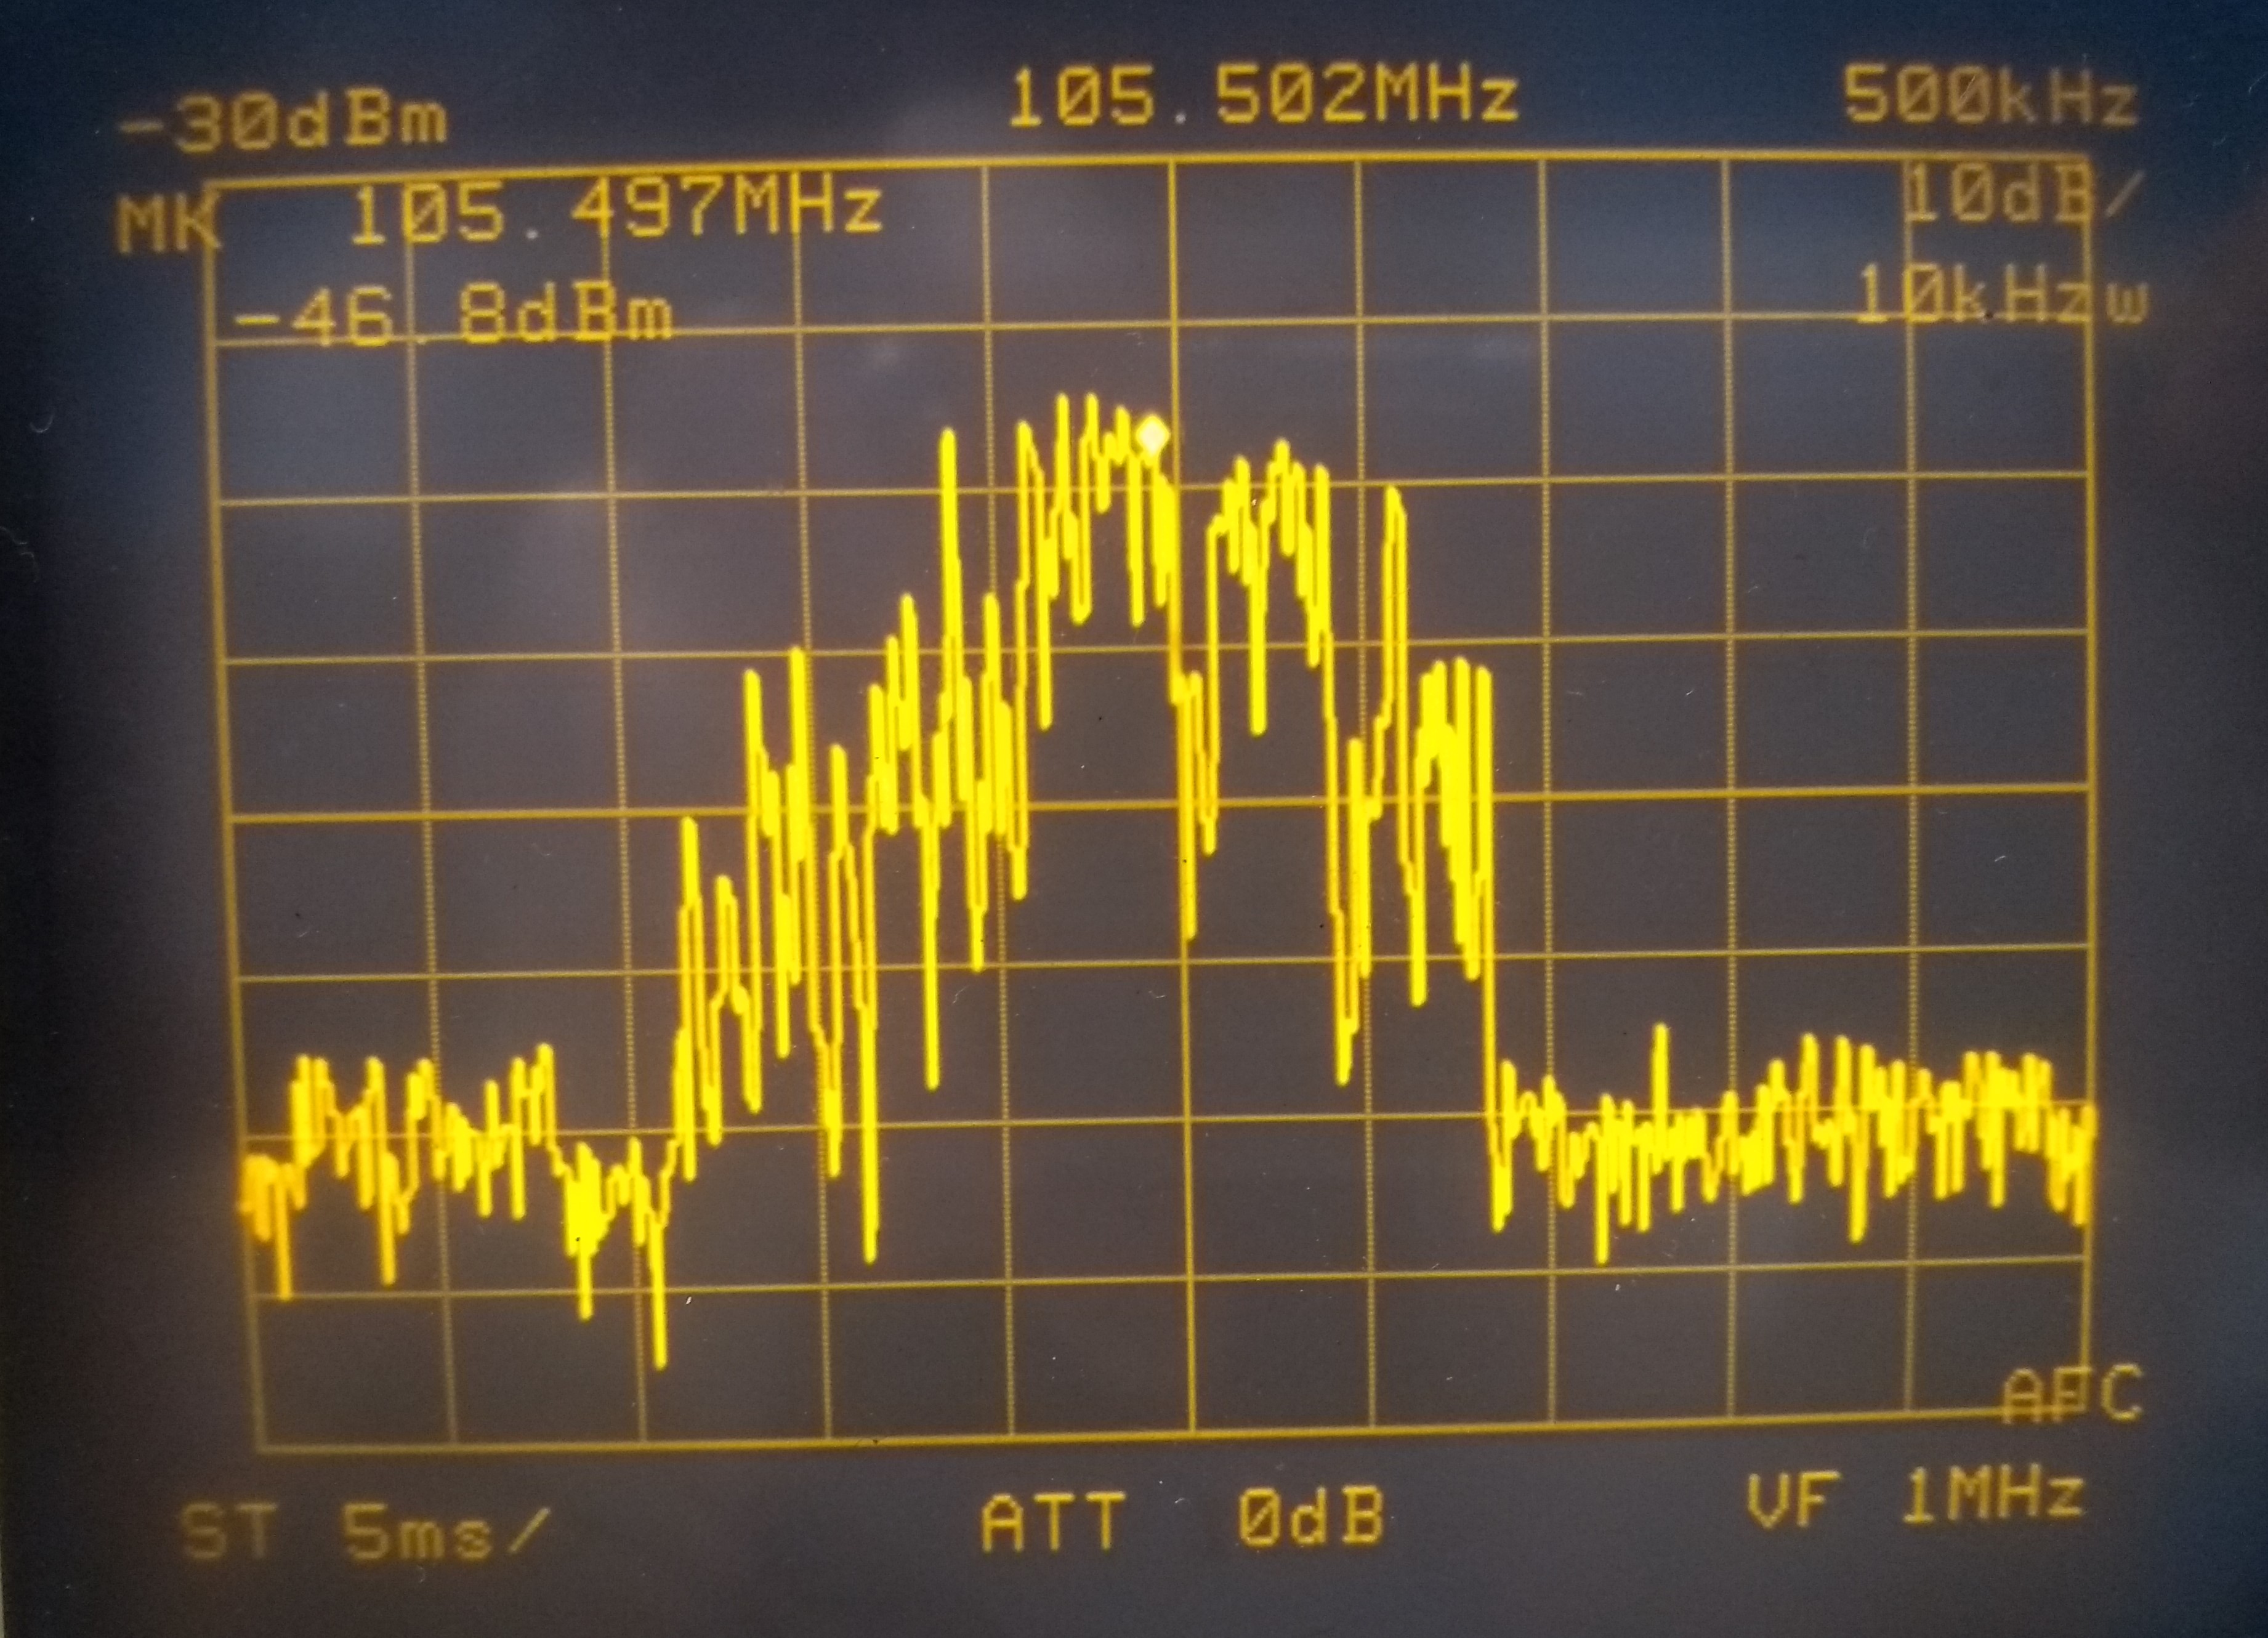 -30dBm 105.502MHz 500kHz
MK 105.497MHz 10dB/
-46.8dBm 10kHzw
AFC
ST 5ms/ ATT 0dB VF 1MHz